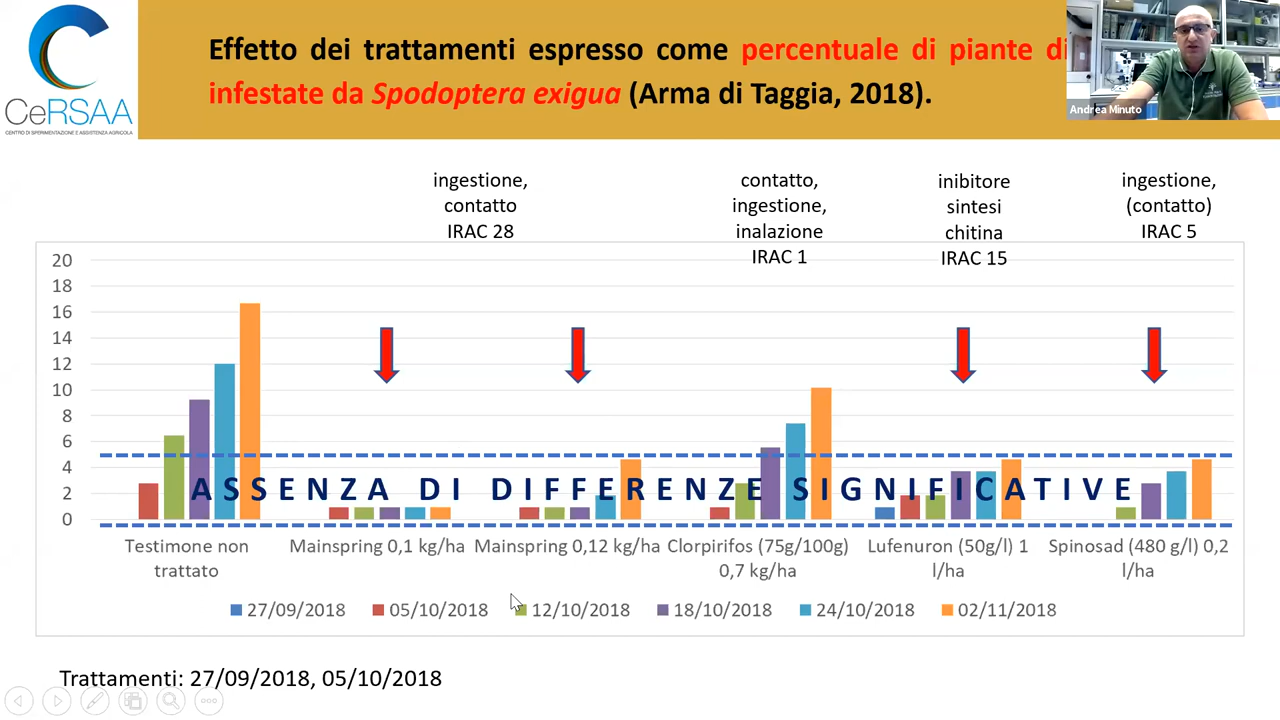 CeRSAA
CENTRO DI SPERIMENTAZIONE E ASSISTENZA AGRICOLA
Effetto dei trattamenti espresso come percentuale di piante di
infestate da Spodoptera exigua (Arma di Taggia, 2018).
Andrea Minuto
ingestione,
contatto
IRAC 28
contatto,
ingestione,
inalazione
IRAC 1
inibitore
sintesi
chitina
IRAC 15
ingestione,
(contatto)
IRAC 5
20
18
16
14
12
10
8
6
4
2
0
ASSENZA DI DIFFERENZE SIGNIFICATIVE
Testimone non
trattato
Mainspring 0,1 kg/ha
Mainspring 0,12 kg/ha
Clorpirifos (75g/100g)
0,7 kg/ha
Lufenuron (50g/l) 1
l/ha
Spinosad (480 g/l) 0,2
l/ha
27/09/2018 05/10/2018 12/10/2018 18/10/2018 24/10/2018 02/11/2018
Trattamenti: 27/09/2018, 05/10/2018